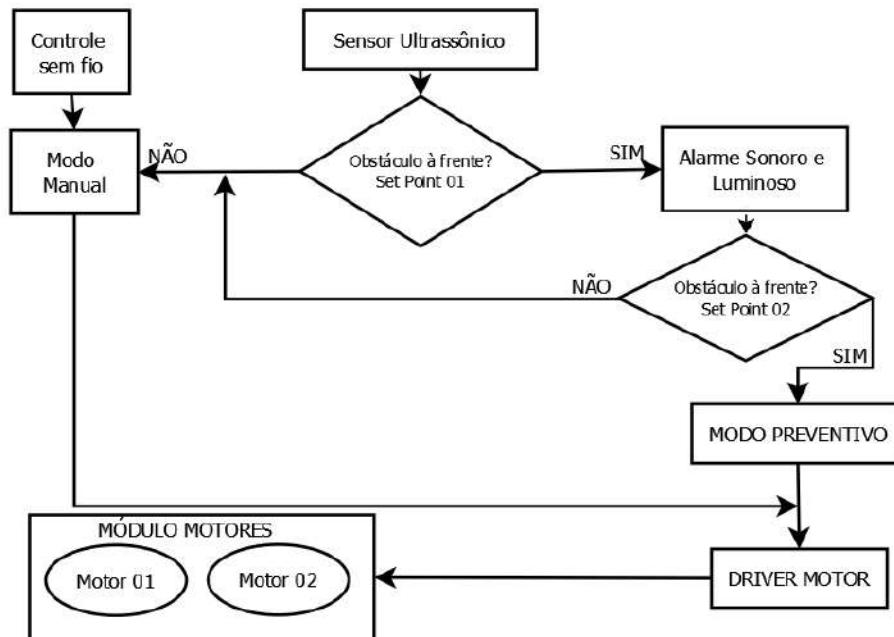 Controle
sem fio
Sensor Ultrassônico
Modo
Manual
NÃO
Obstáculo à frente?
Set Point 01
SIM
Alarme Sonoro e
Luminoso
NÃO
Obstáculo à frente?
Set Point 02
SIM
MODO PREVENTIVO
MÓDULO MOTORES
Motor 01
Motor 02
DRIVER MOTOR